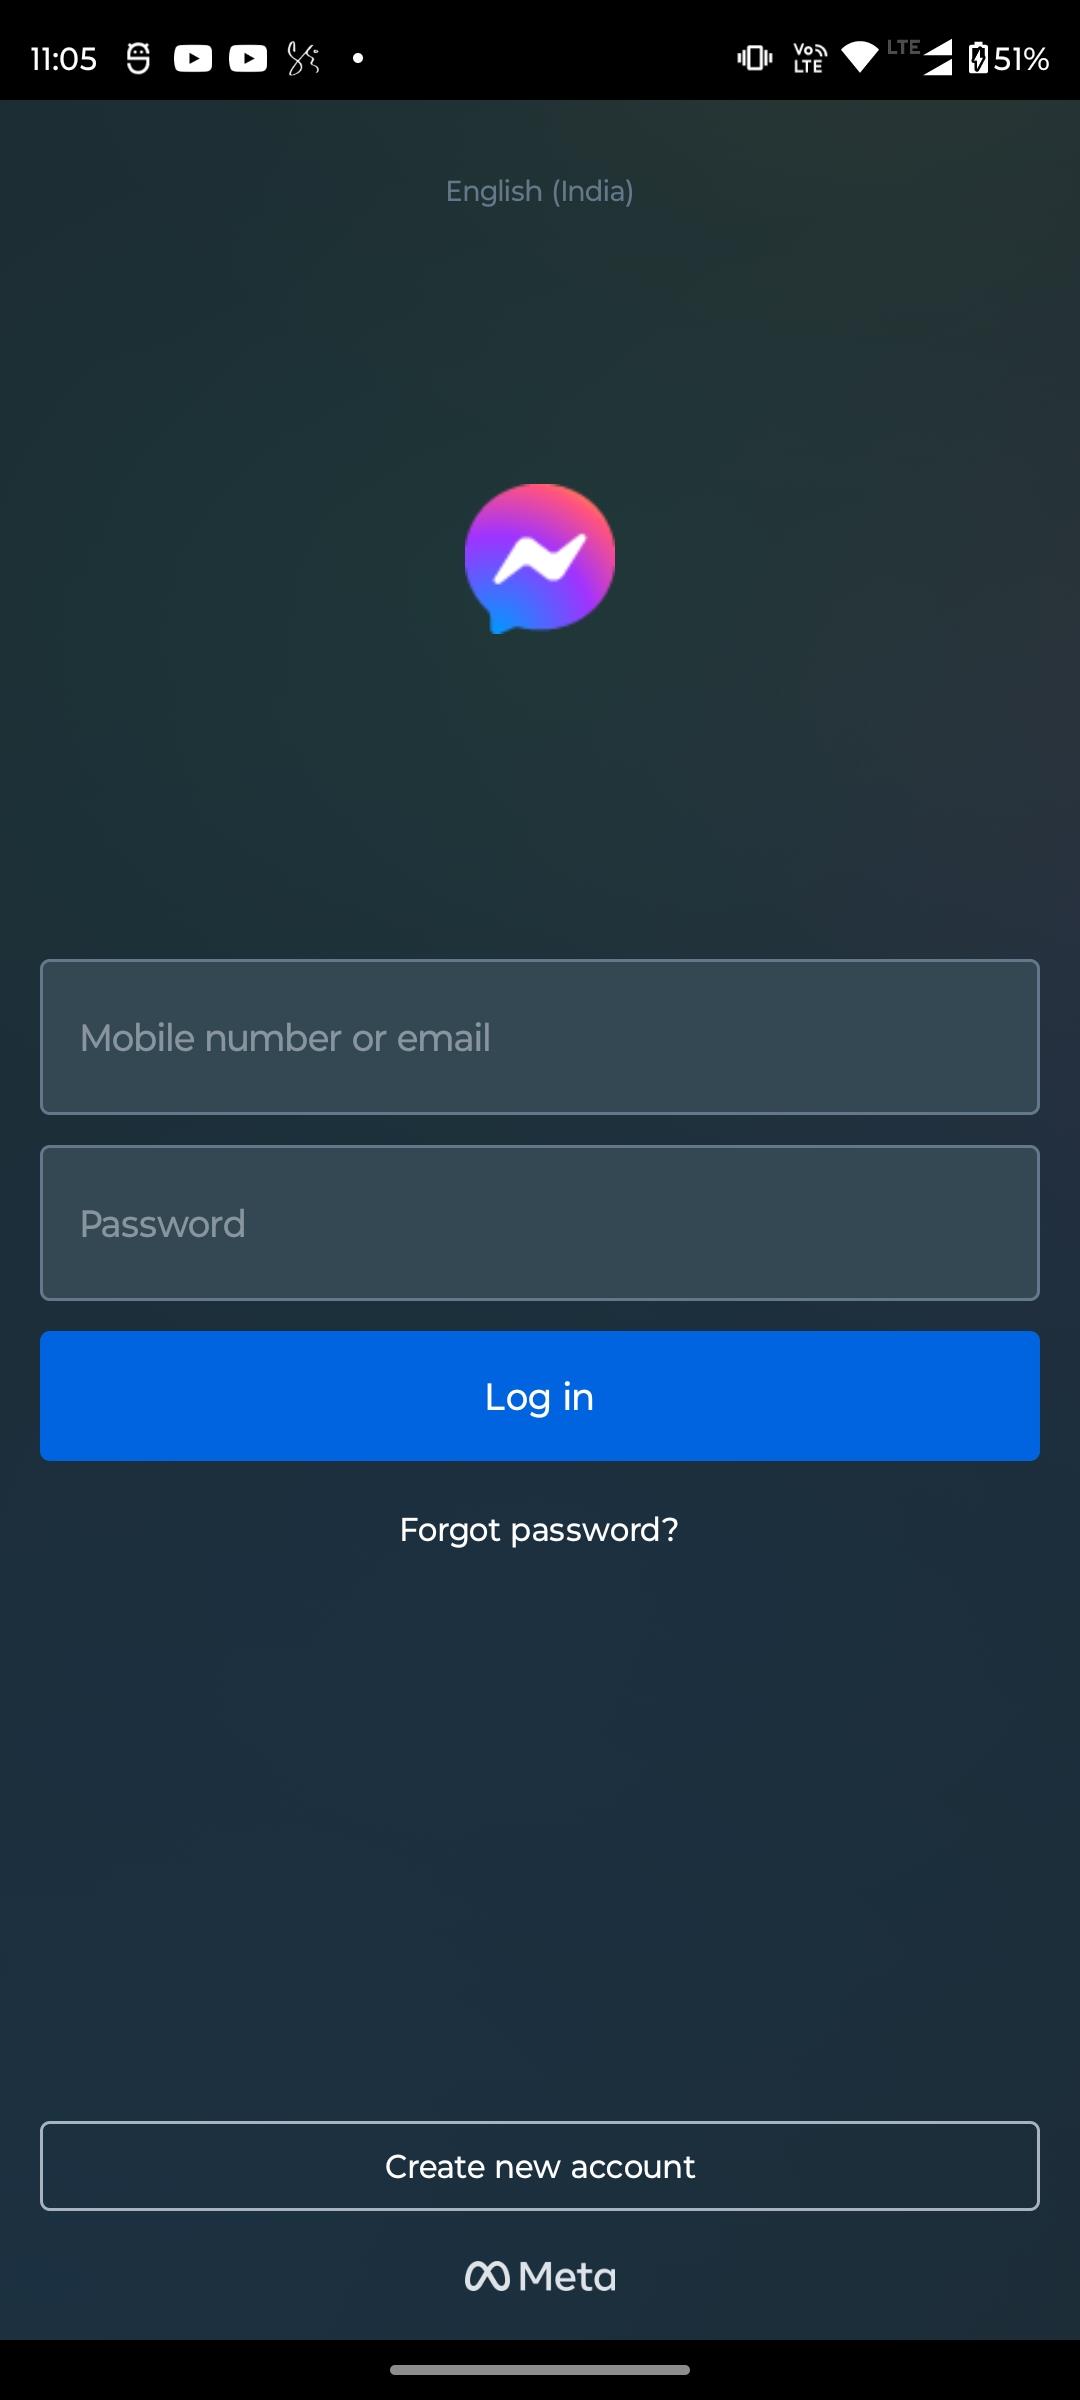 11:05
Vo LTE
LTE
51%
English (India)
Mobile number or email
Password
Log in
Forgot password?
Create new account
Meta